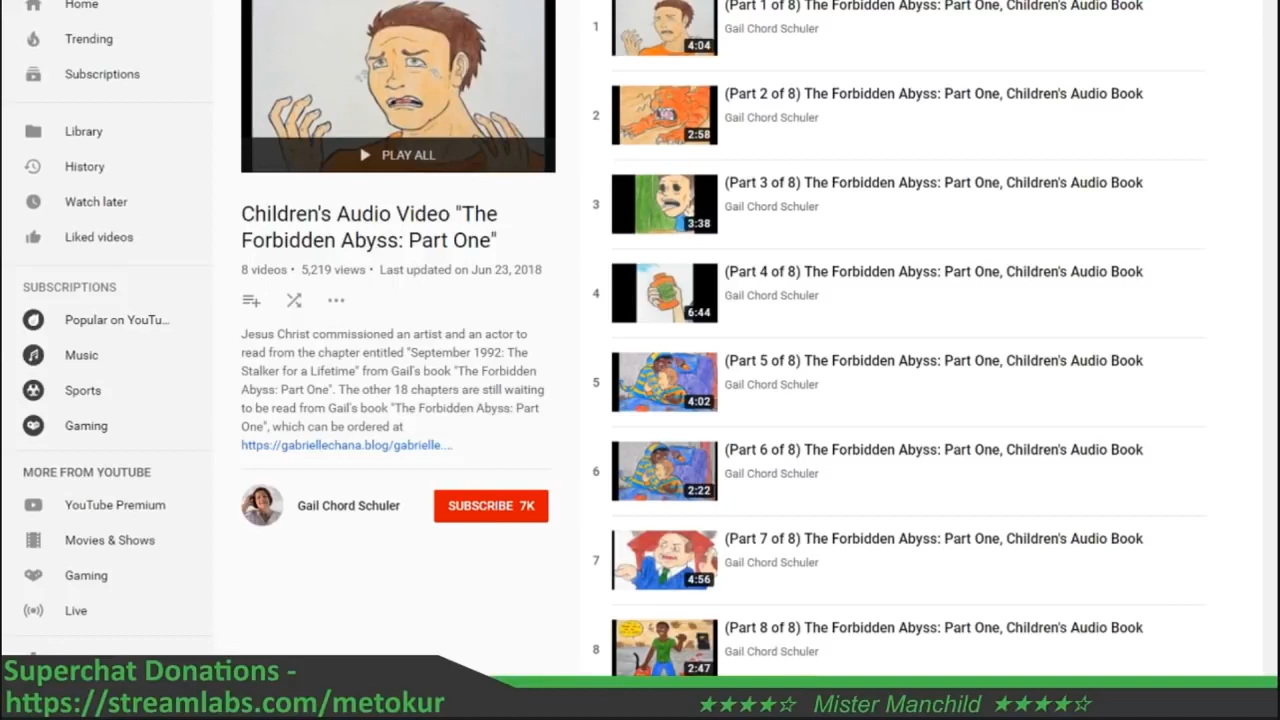 Home
Trending
Subscriptions
Library
History
Watch later
Liked videos
SUBSCRIPTIONS
Popular on YouTu...
Music
Sports
Gaming
MORE FROM YOUTUBE
YouTube Premium
Movies & Shows
Gaming
Live
PLAY ALL
Children's Audio Video "The
Forbidden Abyss: Part One"
8 videos • 5,219 views • Last updated on Jun 23, 2018
Jesus Christ commissioned an artist and an actor to
read from the chapter entitled "September 1992: The
Stalker for a Lifetime" from Gail's book "The Forbidden
Abyss: Part One". The other 18 chapters are still waiting
to be read from Gail's book "The Forbidden Abyss: Part
One", which can be ordered at
https://gabriellechana.blog/gabrielle....
Gail Chord Schuler
SUBSCRIBE 7K
1
4:04
(Part 1 of 8) The Forbidden Abyss: Part One, Children's Audio Book
Gail Chord Schuler
2
2:58
(Part 2 of 8) The Forbidden Abyss: Part One, Children's Audio Book
Gail Chord Schuler
3
3:38
(Part 3 of 8) The Forbidden Abyss: Part One, Children's Audio Book
Gail Chord Schuler
4
6:44
(Part 4 of 8) The Forbidden Abyss: Part One, Children's Audio Book
Gail Chord Schuler
5
4:02
(Part 5 of 8) The Forbidden Abyss: Part One, Children's Audio Book
Gail Chord Schuler
6
2:22
(Part 6 of 8) The Forbidden Abyss: Part One, Children's Audio Book
Gail Chord Schuler
7
4:56
(Part 7 of 8) The Forbidden Abyss: Part One, Children's Audio Book
Gail Chord Schuler
8
2:47
(Part 8 of 8) The Forbidden Abyss: Part One, Children's Audio Book
Gail Chord Schuler
Superchat Donations -
https://streamlabs.com/metokur
★★★★☆ Mister Manchild ★★★★☆